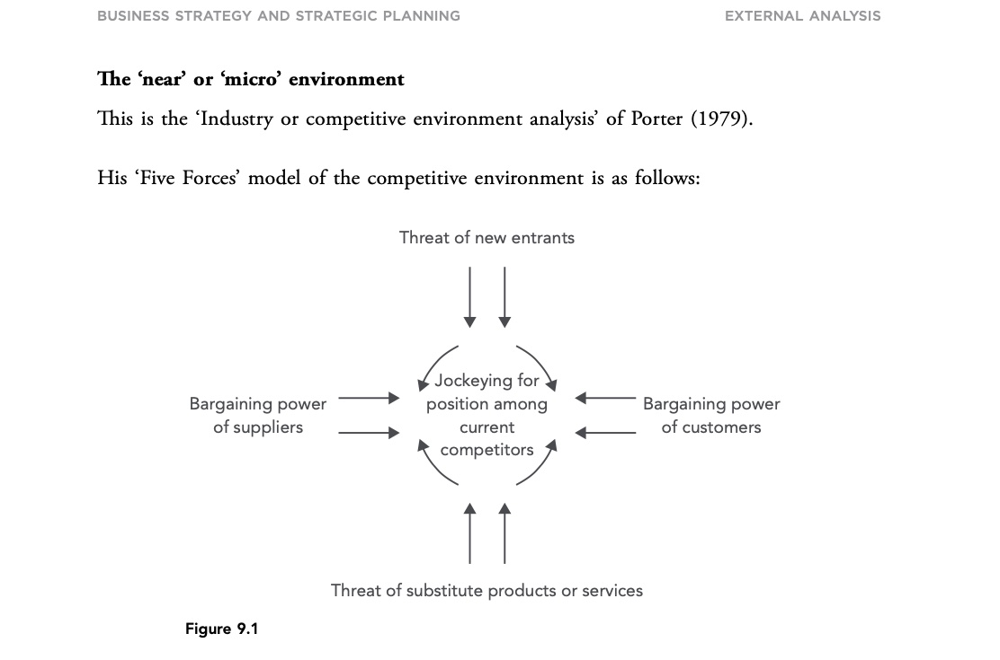 BUSINESS STRATEGY AND STRATEGIC PLANNING
EXTERNAL ANALYSIS
The ‘near’ or ‘micro’ environment
This is the ‘Industry or competitive environment analysis’ of Porter (1979).
His ‘Five Forces’ model of the competitive environment is as follows:
Threat of new entrants
Bargaining power
of suppliers
Jockeying for
position among
current
competitors
Bargaining power
of customers
Threat of substitute products or services
Figure 9.1